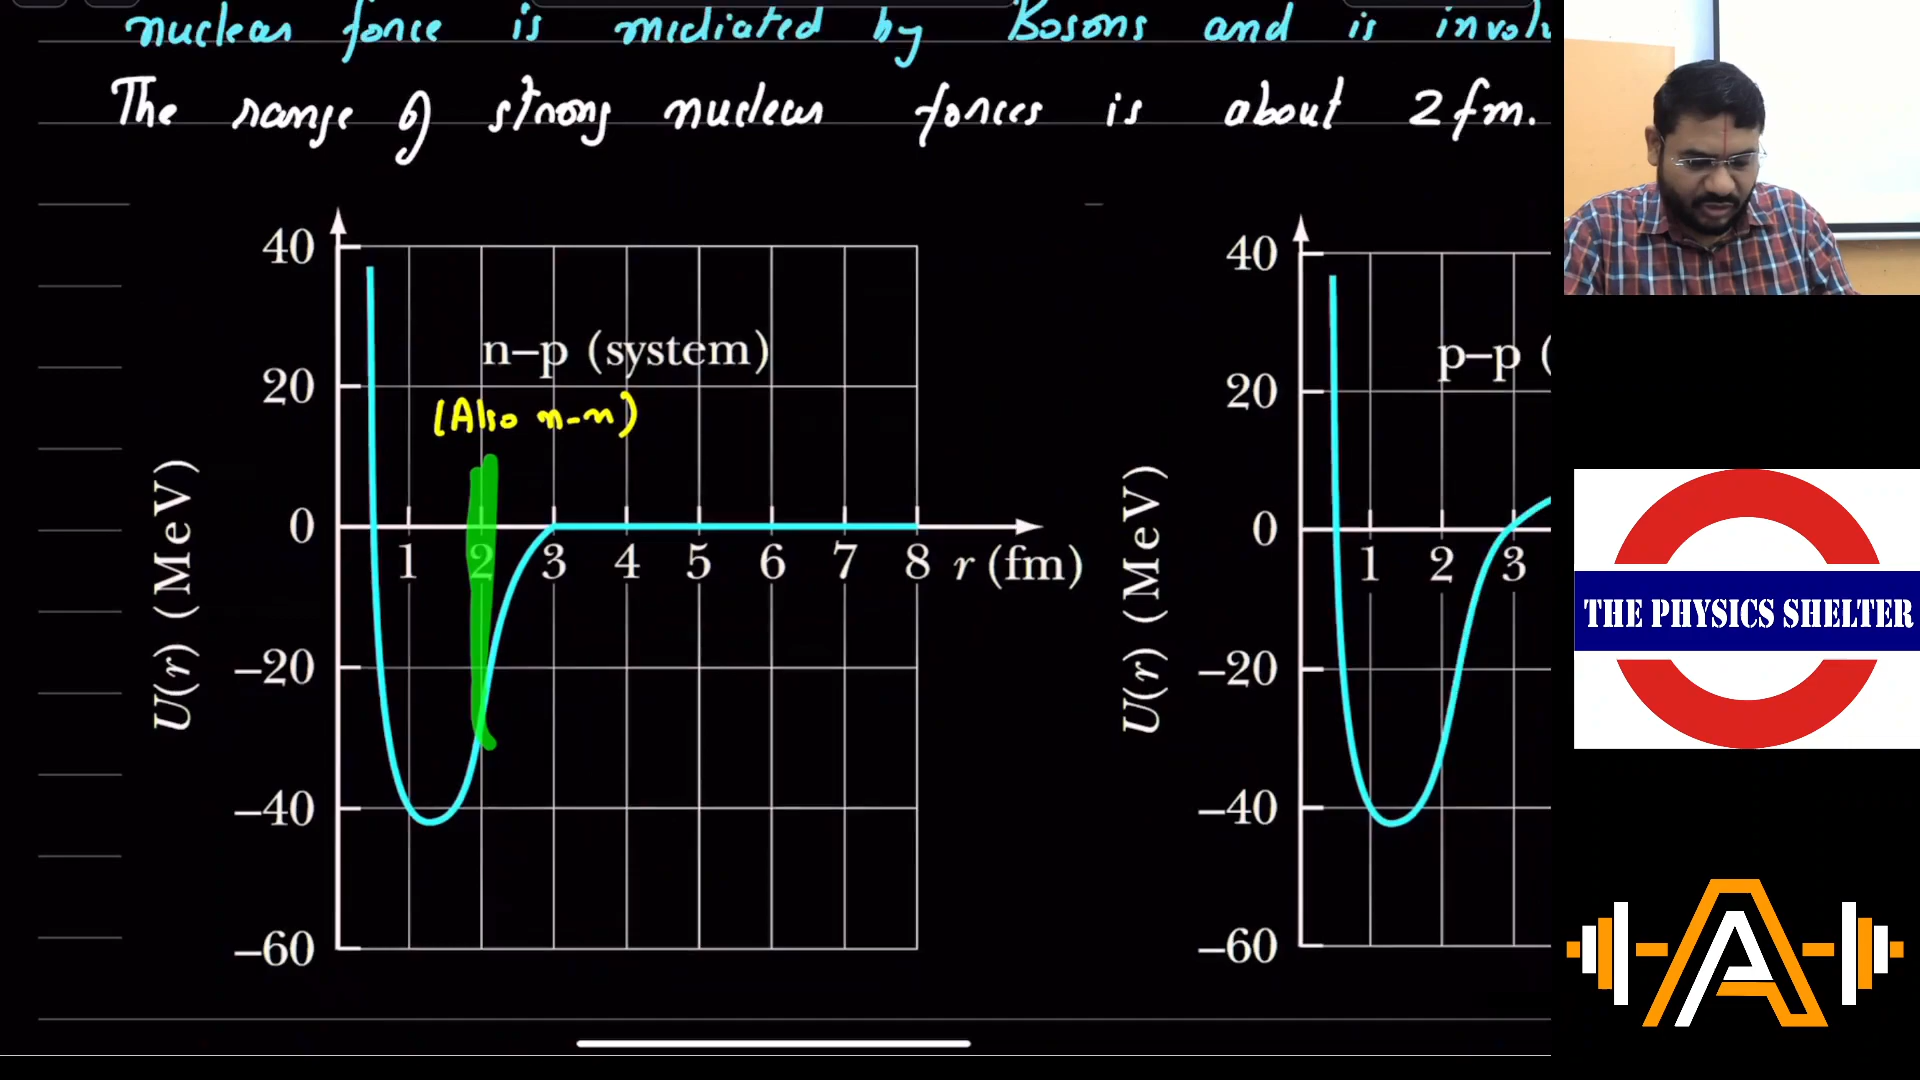 nuclear force is mediated by Bosons and is involv
The range of strong nuclear forces is about 2 fm.
40
20
0
-20
-40
-60
U(r) (MeV)
n–p (system)
(Also n-n)
1 2 3 4 5 6 7 8 r (fm)
40
20
0
-20
-40
-60
U(r) (MeV)
p–p (
1 2 3
THE PHYSICS SHELTER
A